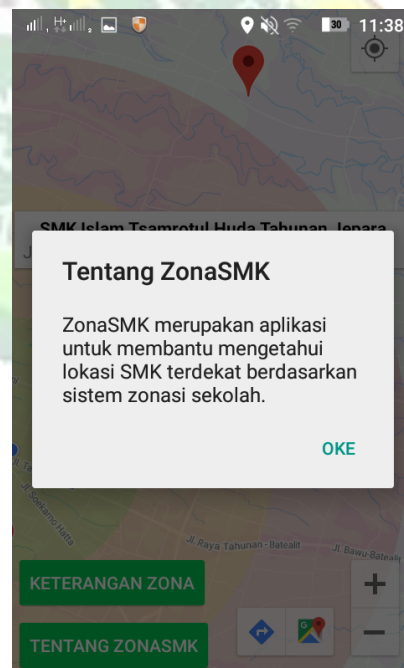 30 11:38
SMK Islam Tsamrotul Huda Tahunan Jepara
Tentang ZonaSMK
ZonaSMK merupakan aplikasi
untuk membantu mengetahui
lokasi SMK terdekat berdasarkan
sistem zonasi sekolah.
OKE
Jl. Soekarno Hatta
Jl. Raya Tahunan - Batealit
Jl. Bawu-Batealit
KETERANGAN ZONA
TENTANG ZONASMK